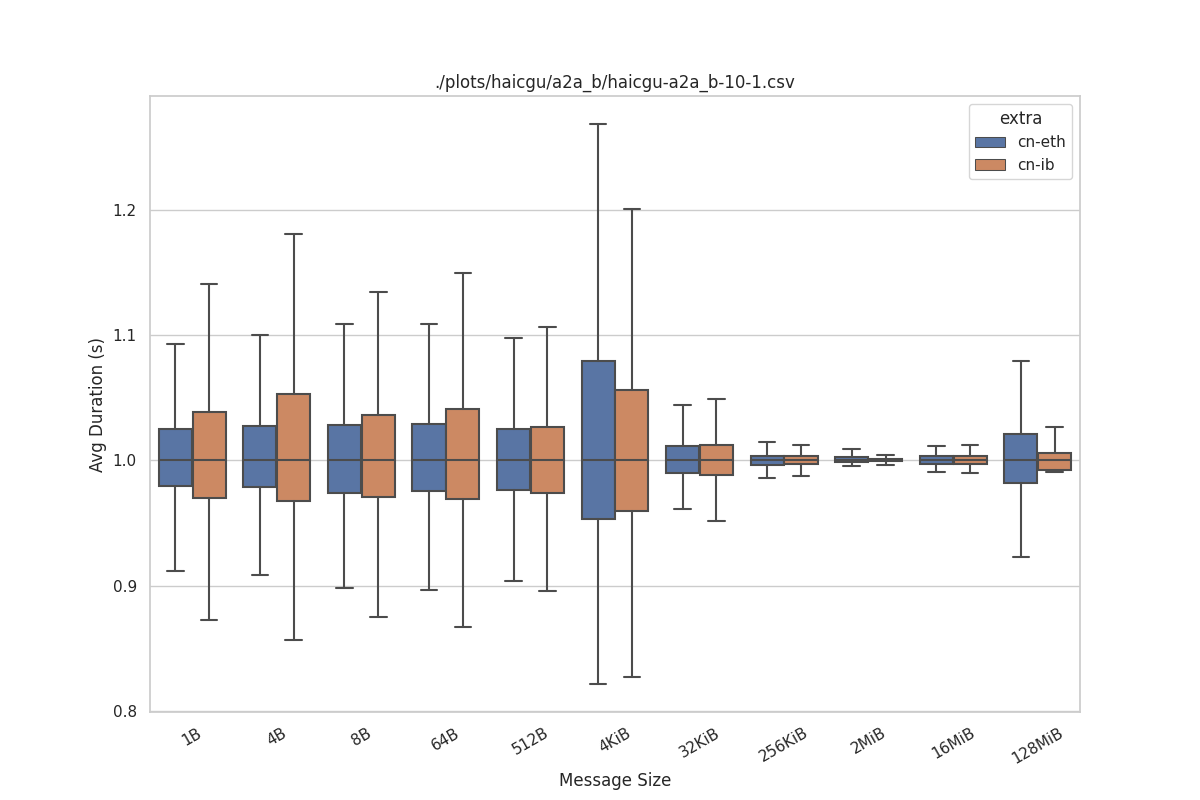 ./plots/haicgu/a2a_b/haicgu-a2a_b-10-1.csv
extra
cn-eth
cn-ib
Avg Duration (s)
1.2
1.1
1.0
0.9
0.8
1B
4B
8B
64B
512B
4KiB
32KiB
256KiB
2MiB
16MiB
128MiB
Message Size